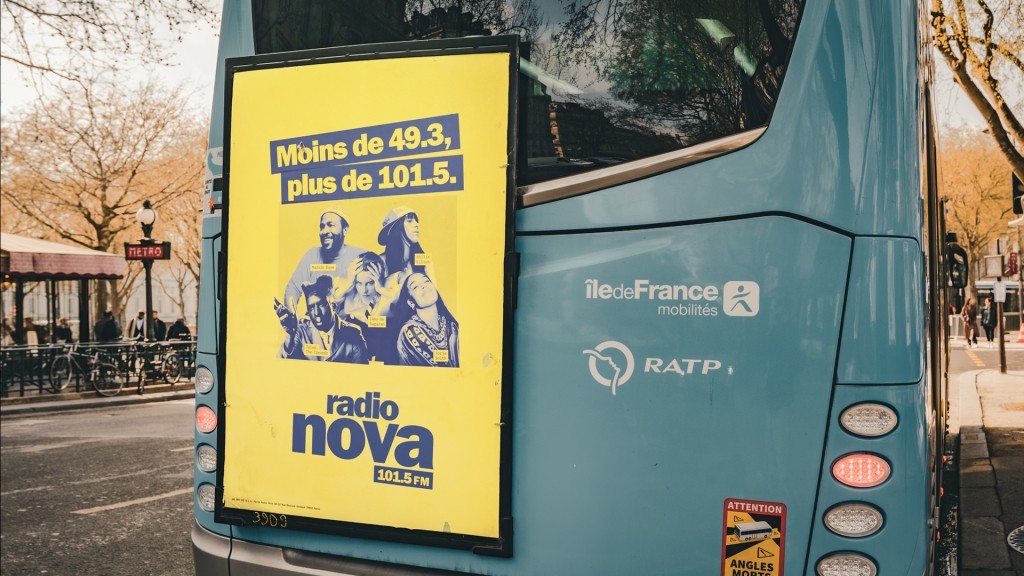 MÉTRO
Moins de 49.3,
plus de 101.5.
radio
nova
101.5 FM
3909
îledeFrance
mobilités
RATP
ATTENTION
ANGLES
MORTS